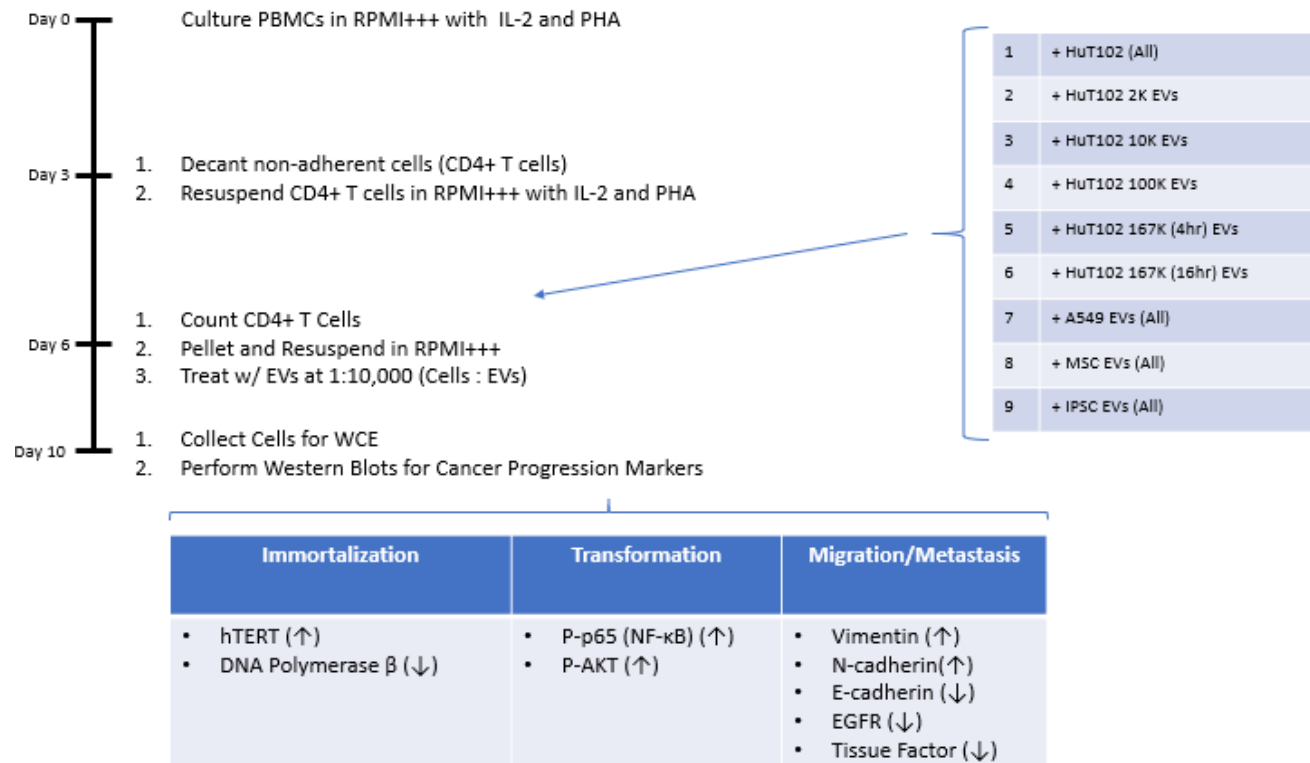 Day 0
Culture PBMCs in RPMI+++ with IL-2 and PHA
Day 3
1. Decant non-adherent cells (CD4+ T cells)
2. Resuspend CD4+ T cells in RPMI+++ with IL-2 and PHA
Day 6
1. Count CD4+ T Cells
2. Pellet and Resuspend in RPMI+++
3. Treat w/ EVs at 1:10,000 (Cells : EVs)
Day 10
1. Collect Cells for WCE
2. Perform Western Blots for Cancer Progression Markers
1 + HuT102 (All)
2 + HuT102 2K EVs
3 + HuT102 10K EVs
4 + HuT102 100K EVs
5 + HuT102 167K (4hr) EVs
6 + HuT102 167K (16hr) EVs
7 + A549 EVs (All)
8 + MSC EVs (All)
9 + IPSC EVs (All)
Immortalization
• hTERT (↑)
• DNA Polymerase β (↓)
Transformation
• P-p65 (NF-κB) (↑)
• P-AKT (↑)
Migration/Metastasis
• Vimentin (↑)
• N-cadherin(↑)
• E-cadherin (↓)
• EGFR (↓)
• Tissue Factor (↓)